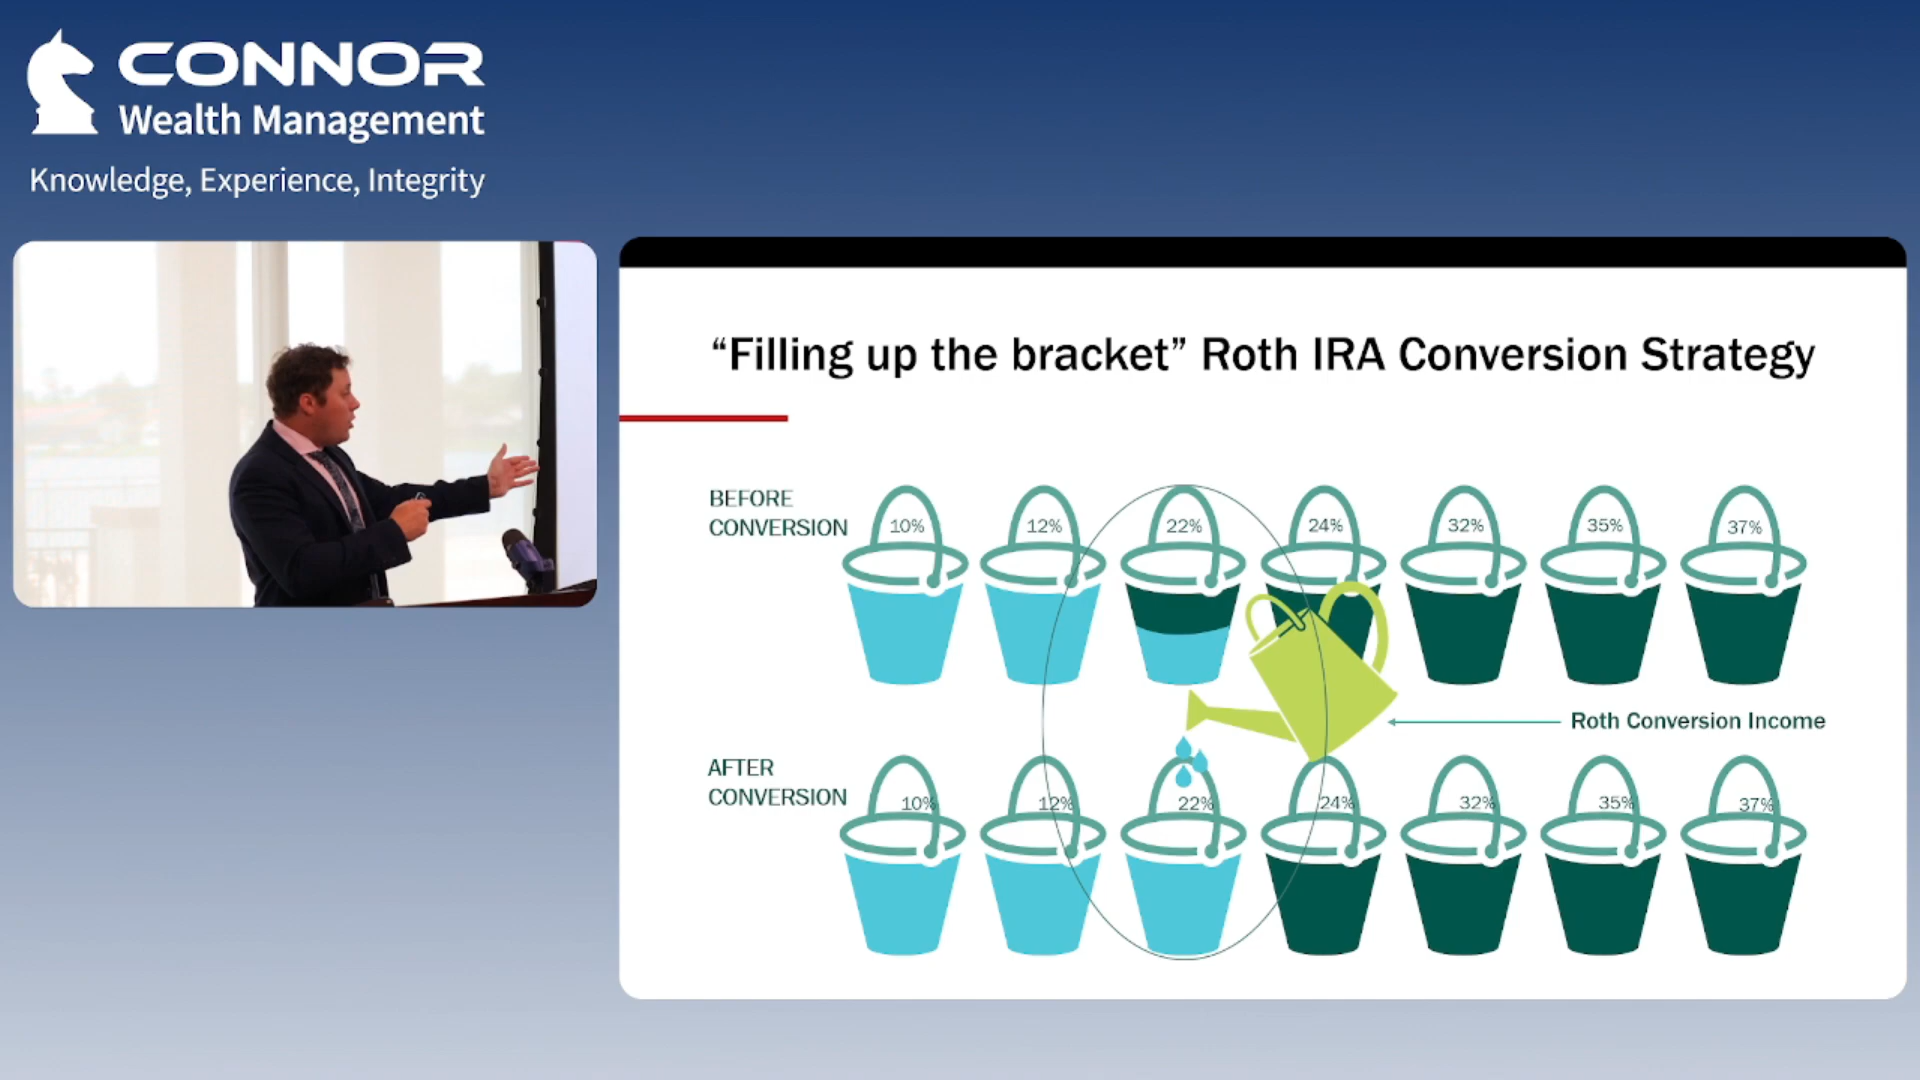 CONNOR
Wealth Management
Knowledge, Experience, Integrity
“Filling up the bracket” Roth IRA Conversion Strategy
BEFORE
CONVERSION
10%
12%
22%
24%
32%
35%
37%
Roth Conversion Income
AFTER
CONVERSION
10%
12%
22%
24%
32%
35%
37%